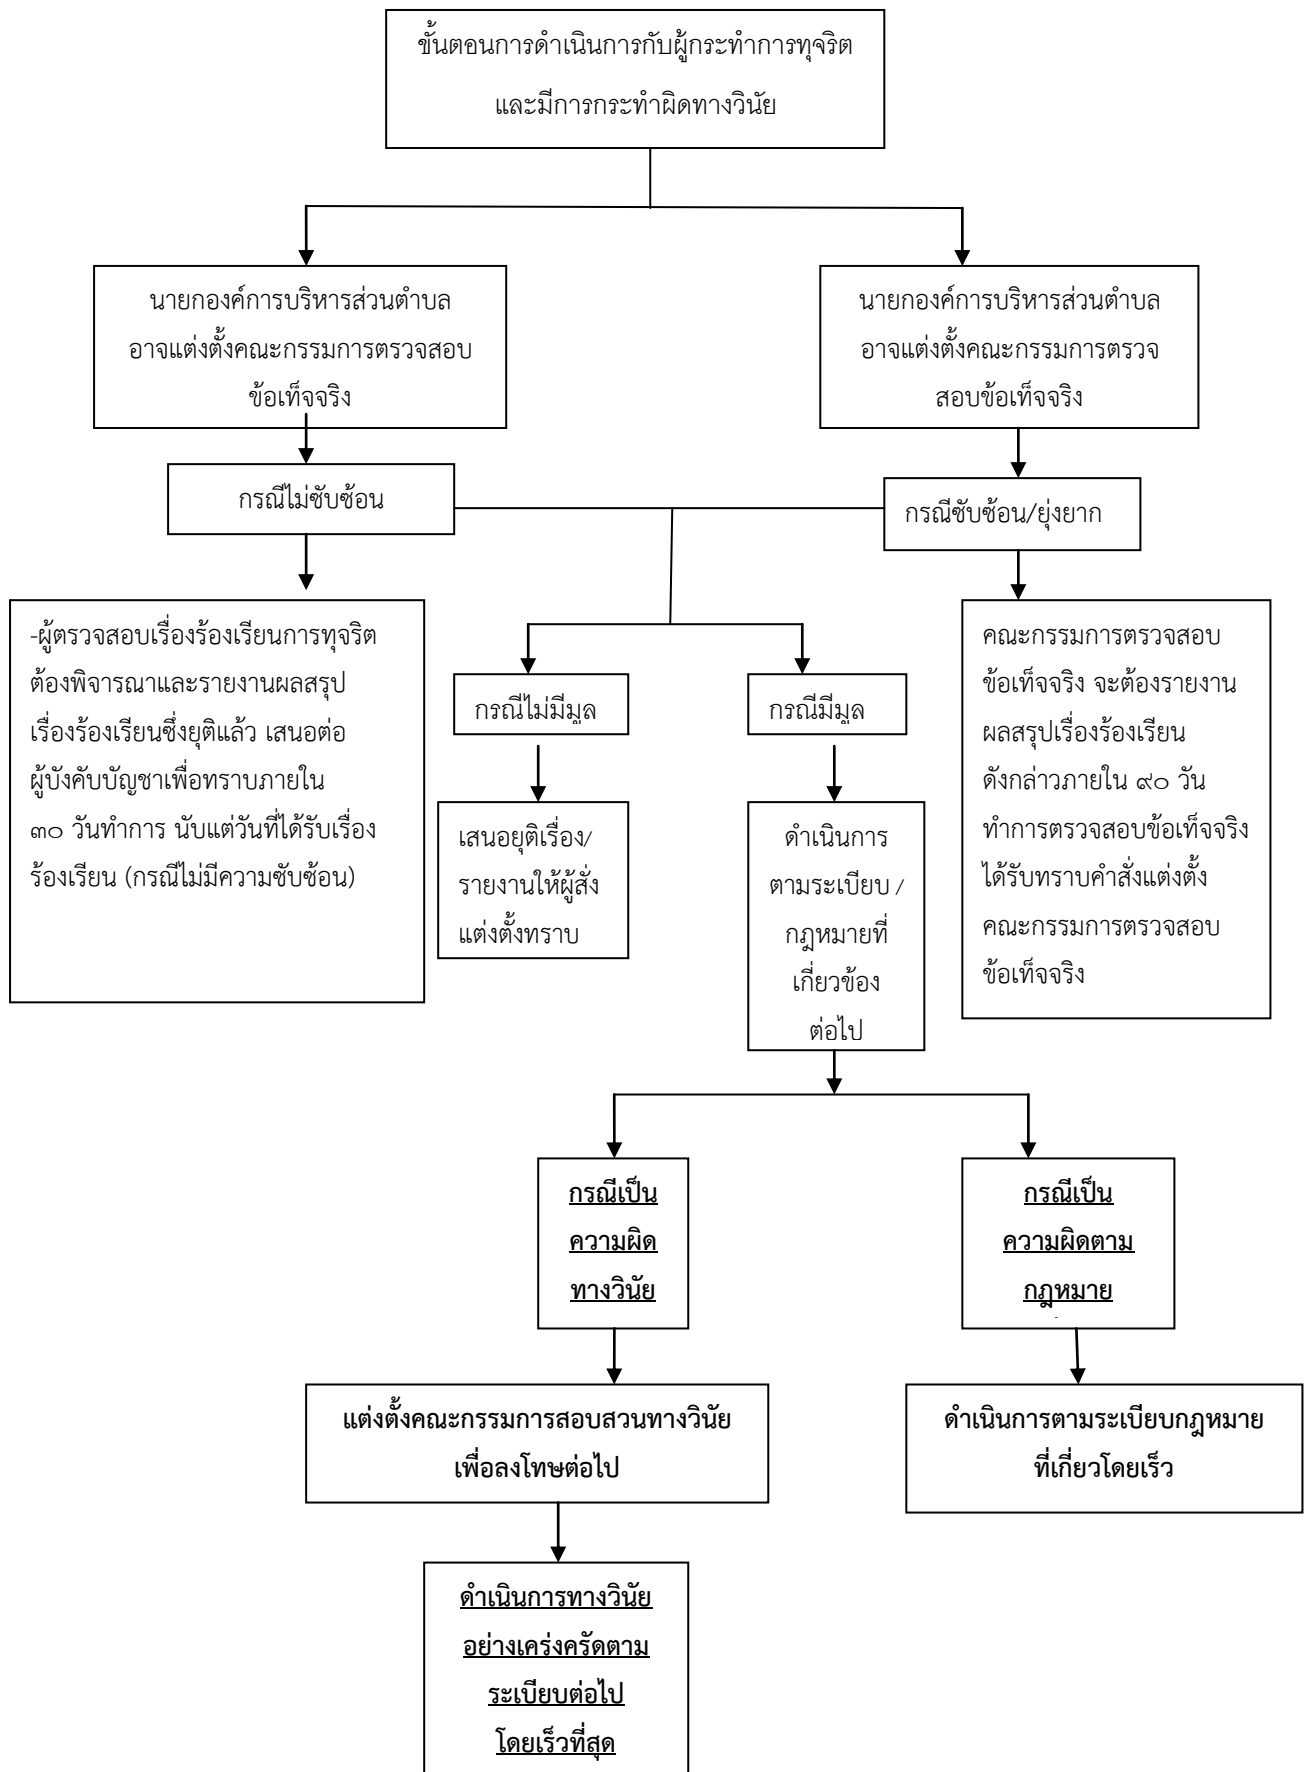 ขั้นตอนการดำเนินการกับผู้กระทำการทุจริต
และมีการกระทำผิดทางวินัย
นายกองค์การบริหารส่วนตำบล
อาจแต่งตั้งคณะกรรมการตรวจสอบ
ข้อเท็จจริง
นายกองค์การบริหารส่วนตำบล
อาจแต่งตั้งคณะกรรมการตรวจ
สอบข้อเท็จจริง
กรณีไม่ซับซ้อน
กรณีซับซ้อน/ยุ่งยาก
-ผู้ตรวจสอบเรื่องร้องเรียนการทุจริต
ต้องพิจารณาและรายงานผลสรุป
เรื่องร้องเรียนซึ่งยุติแล้ว เสนอต่อ
ผู้บังคับบัญชาเพื่อทราบภายใน
๓๐ วันทำการ นับแต่วันที่ได้รับเรื่อง
ร้องเรียน (กรณีไม่มีความซับซ้อน)
กรณีไม่มีมูล
กรณีมีมูล
เสนอยุติเรื่อง/
รายงานให้ผู้สั่ง
แต่งตั้งทราบ
ดำเนินการ
ตามระเบียบ /
กฎหมายที่
เกี่ยวข้อง
ต่อไป
คณะกรรมการตรวจสอบ
ข้อเท็จจริง จะต้องรายงาน
ผลสรุปเรื่องร้องเรียน
ดังกล่าวภายใน ๙๐ วัน
ทำการตรวจสอบข้อเท็จจริง
ได้รับทราบคำสั่งแต่งตั้ง
คณะกรรมการตรวจสอบ
ข้อเท็จจริง
กรณีเป็น
ความผิด
ทางวินัย
กรณีเป็น
ความผิดตาม
กฎหมาย
แต่งตั้งคณะกรรมการสอบสวนทางวินัย
เพื่อลงโทษต่อไป
ดำเนินการตามระเบียบกฎหมาย
ที่เกี่ยวโดยเร็ว
ดำเนินการทางวินัย
อย่างเคร่งครัดตาม
ระเบียบต่อไป
โดยเร็วที่สุด